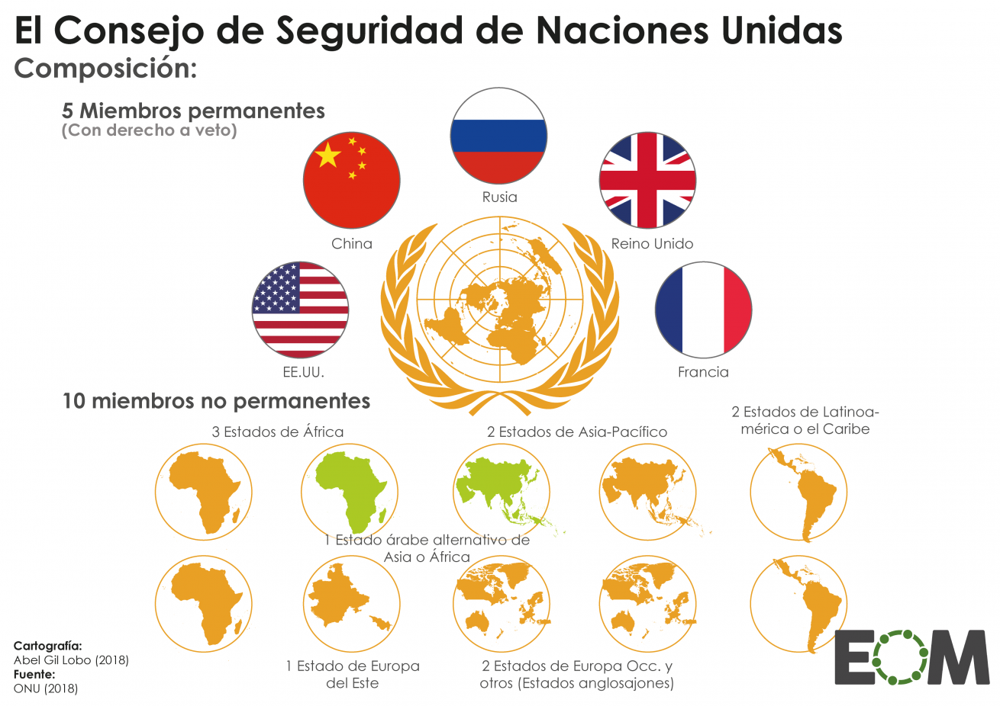 El Consejo de Seguridad de Naciones Unidas
Composición:
5 Miembros permanentes
(Con derecho a veto)
Rusia
China
Reino Unido
EE.UU.
Francia
10 miembros no permanentes
3 Estados de África
2 Estados de Asia-Pacífico
2 Estados de Latinoa-
mérica o el Caribe
1 Estado árabe alternativo de
Asia o África
1 Estado de Europa
del Este
2 Estados de Europa Occ. y
otros (Estados anglosajones)
Cartografía:
Abel Gil Lobo (2018)
Fuente:
ONU (2018)
EOM